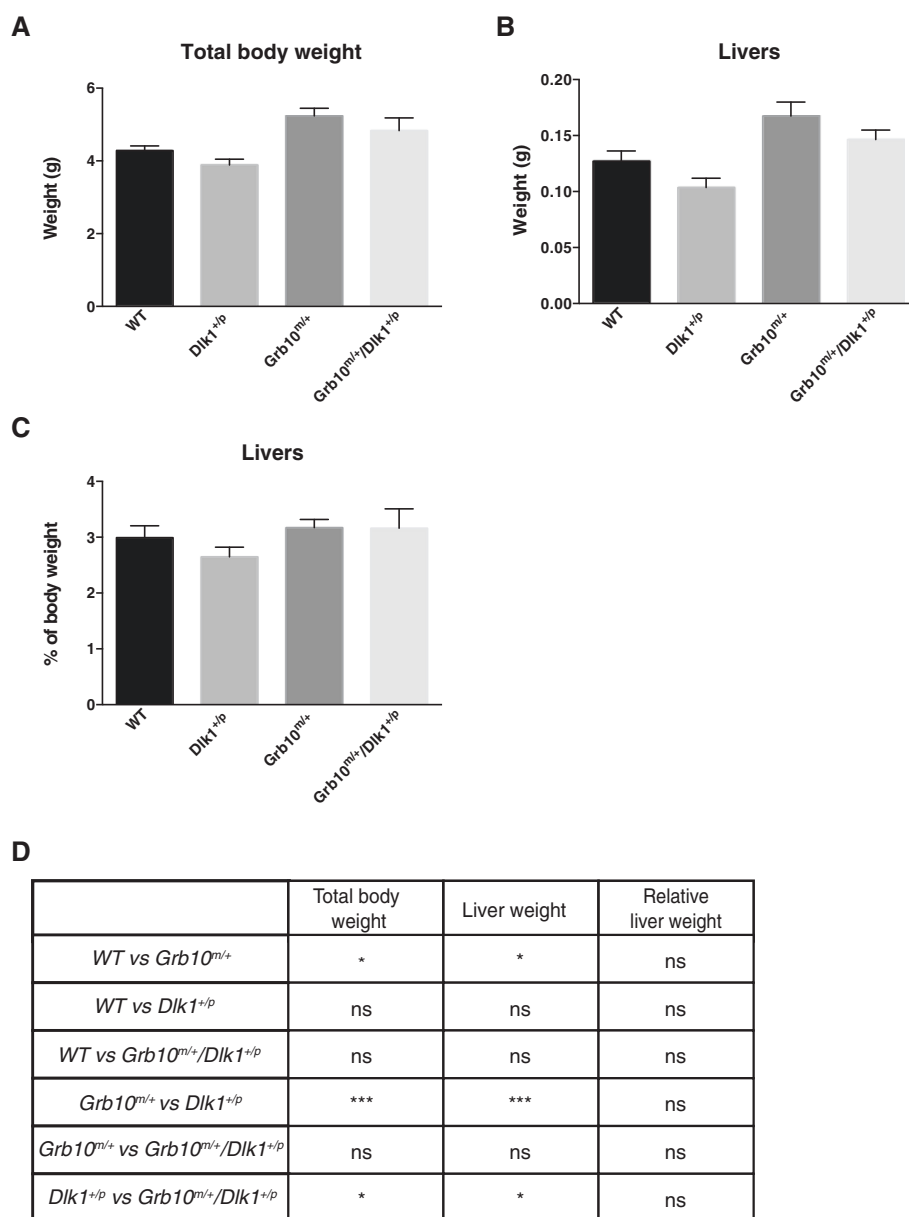 A
Total body weight
Weight (g)
6
4
2
0
WT
Dlk1+/p
Grb10m/+
Grb10m/+/Dlk1+/p
B
Livers
Weight (g)
0.20
0.15
0.10
0.05
0.00
WT
Dlk1+/p
Grb10m/+
Grb10m/+/Dlk1+/p
C
Livers
% of body weight
4
3
2
1
0
WT
Dlk1+/p
Grb10m/+
Grb10m/+/Dlk1+/p
D
Total body weight Liver weight Relative liver weight
WT vs Grb10m/+ * * ns
WT vs Dlk1+/p ns ns ns
WT vs Grb10m/+/Dlk1+/p ns ns ns
Grb10m/+ vs Dlk1+/p *** *** ns
Grb10m/+ vs Grb10m/+/Dlk1+/p ns ns ns
Dlk1+/p vs Grb10m/+/Dlk1+/p * * ns